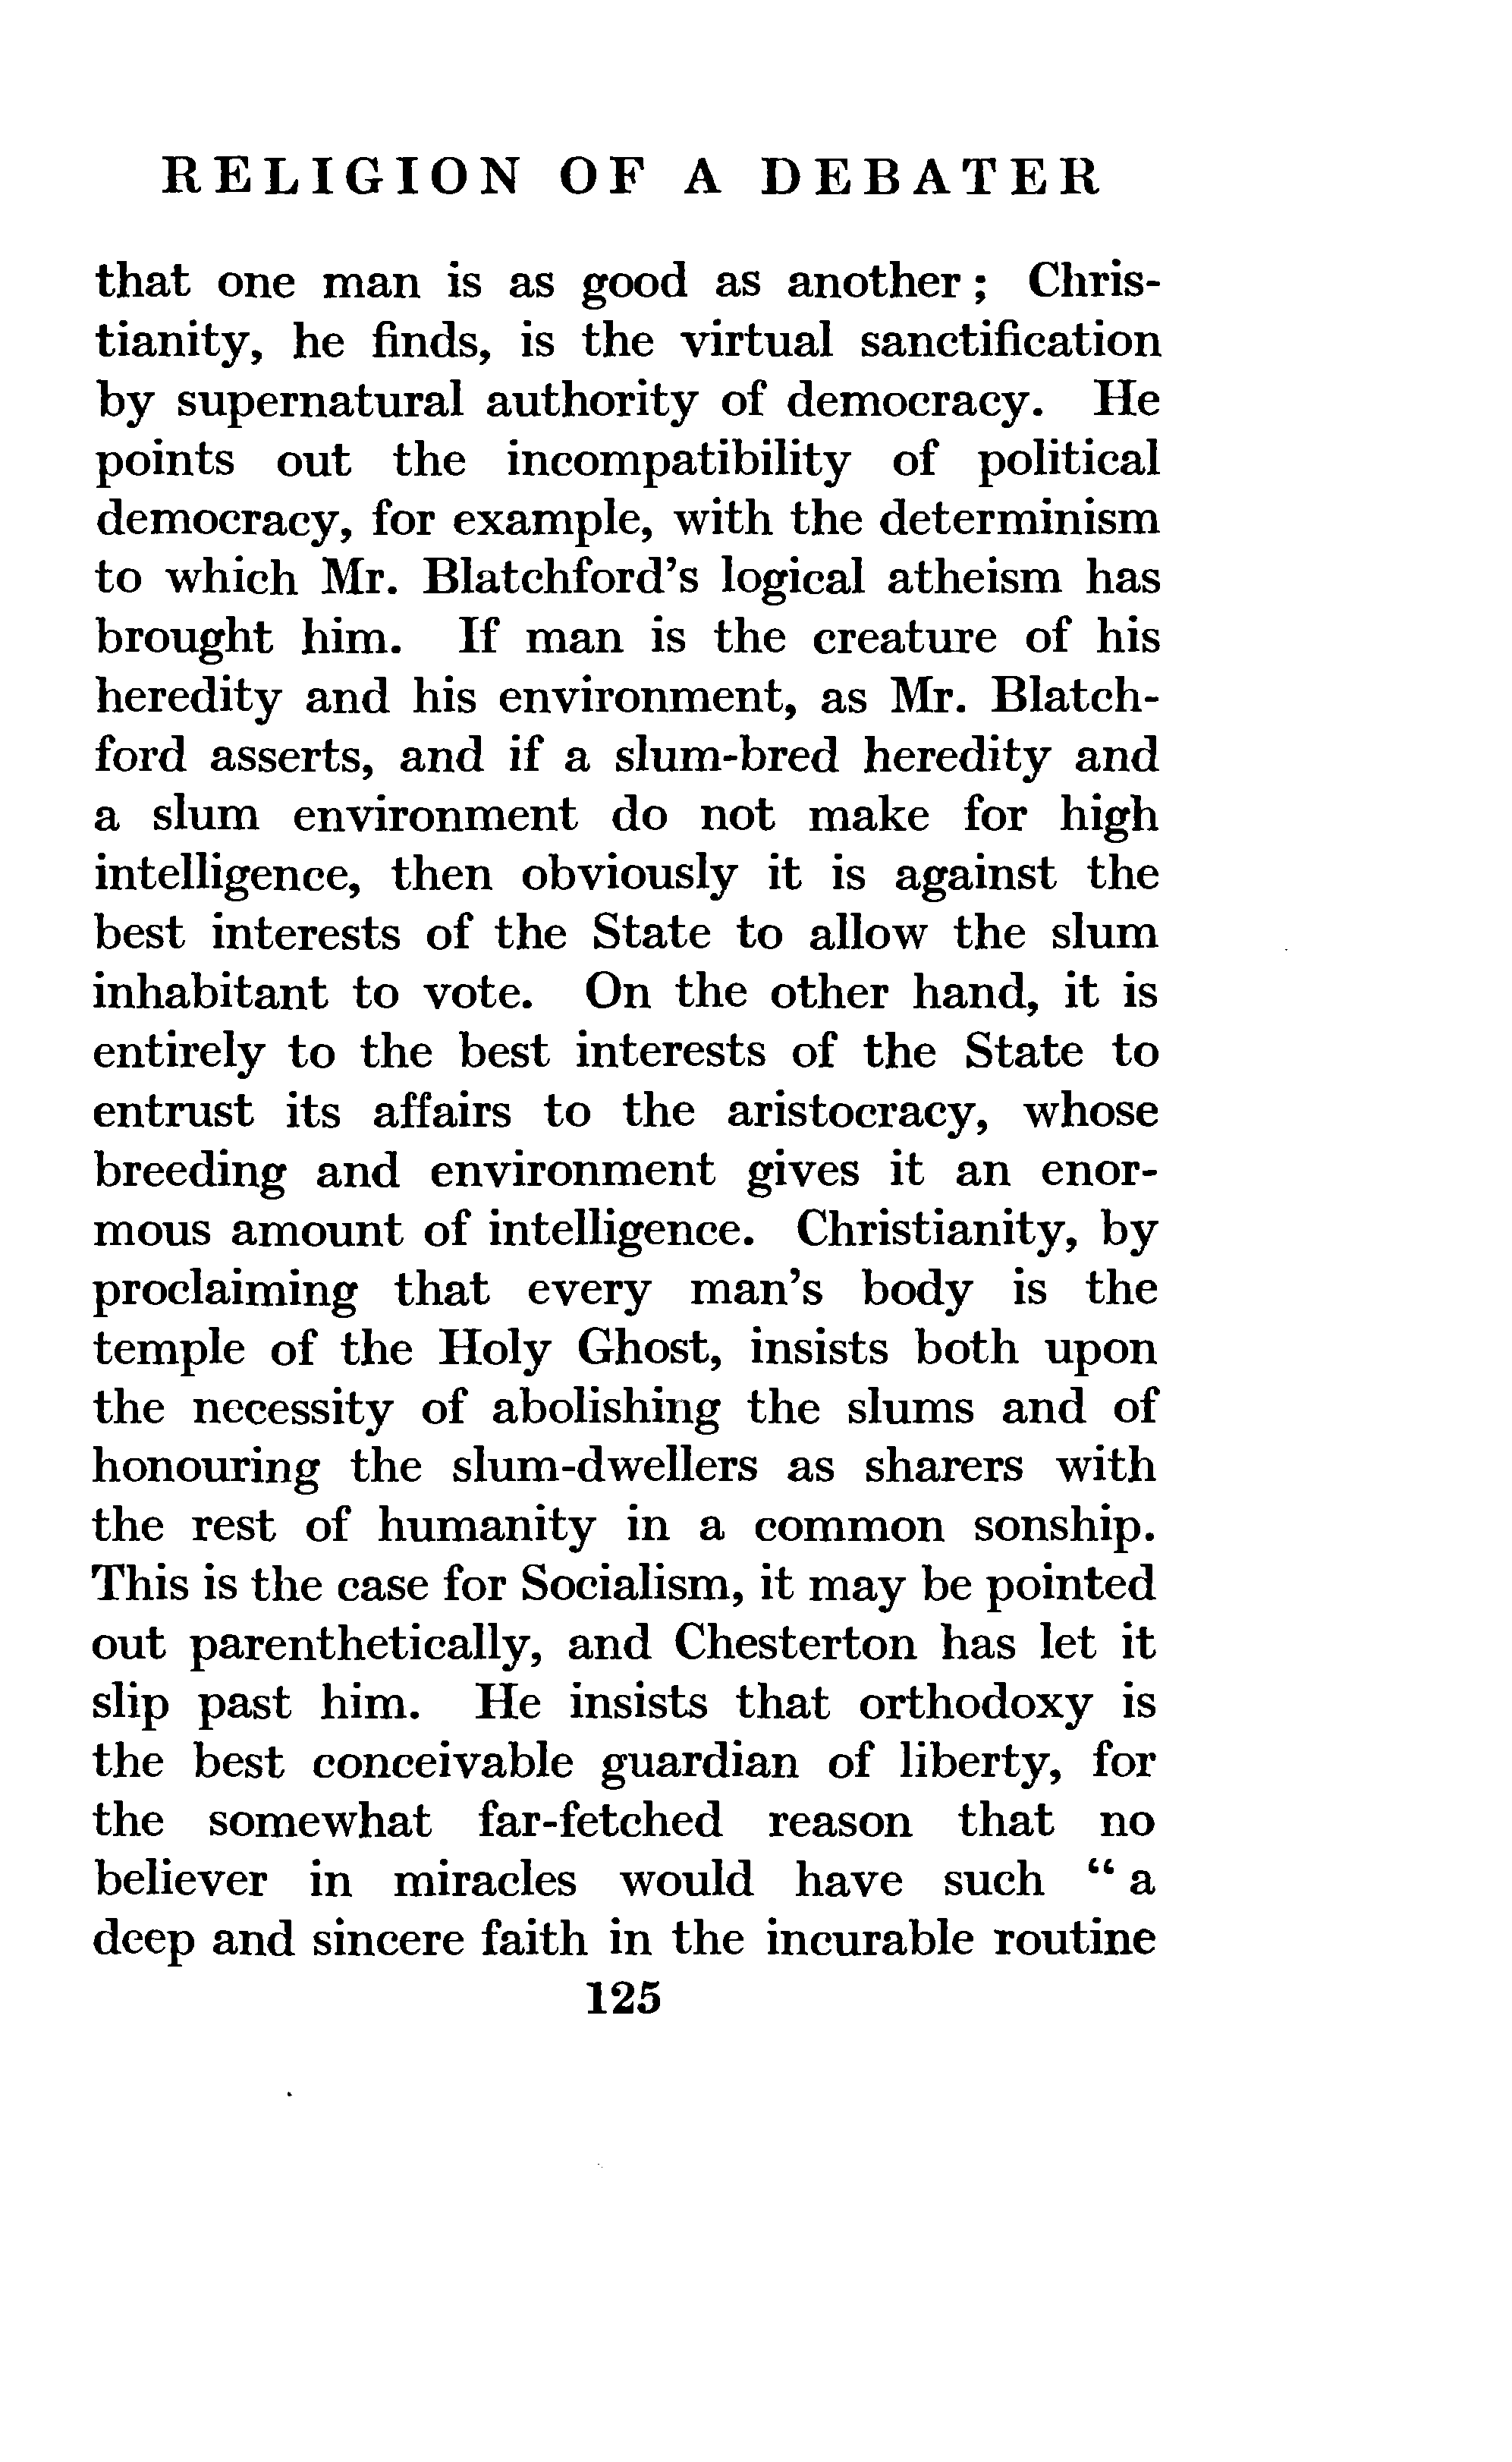 RELIGION OF A DEBATER
that one man is as good as another; Chris-
tianity, he finds, is the virtual sanctification
by supernatural authority of democracy. He
points out the incompatibility of political
democracy, for example, with the determinism
to which Mr. Blatchford's logical atheism has
brought him. If man is the creature of his
heredity and his environment, as Mr. Blatch-
ford asserts, and if a slum-bred heredity and
a slum environment do not make for high
intelligence, then obviously it is against the
best interests of the State to allow the slum
inhabitant to vote. On the other hand, it is
entirely to the best interests of the State to
entrust its affairs to the aristocracy, whose
breeding and environment gives it an enor-
mous amount of intelligence. Christianity, by
proclaiming that every man's body is the
temple of the Holy Ghost, insists both upon
the necessity of abolishing the slums and of
honouring the slum-dwellers as sharers with
the rest of humanity in a common sonship.
This is the case for Socialism, it may be pointed
out parenthetically, and Chesterton has let it
slip past him. He insists that orthodoxy is
the best conceivable guardian of liberty, for
the somewhat far-fetched reason that no
believer in miracles would have such “a
deep and sincere faith in the incurable routine
125